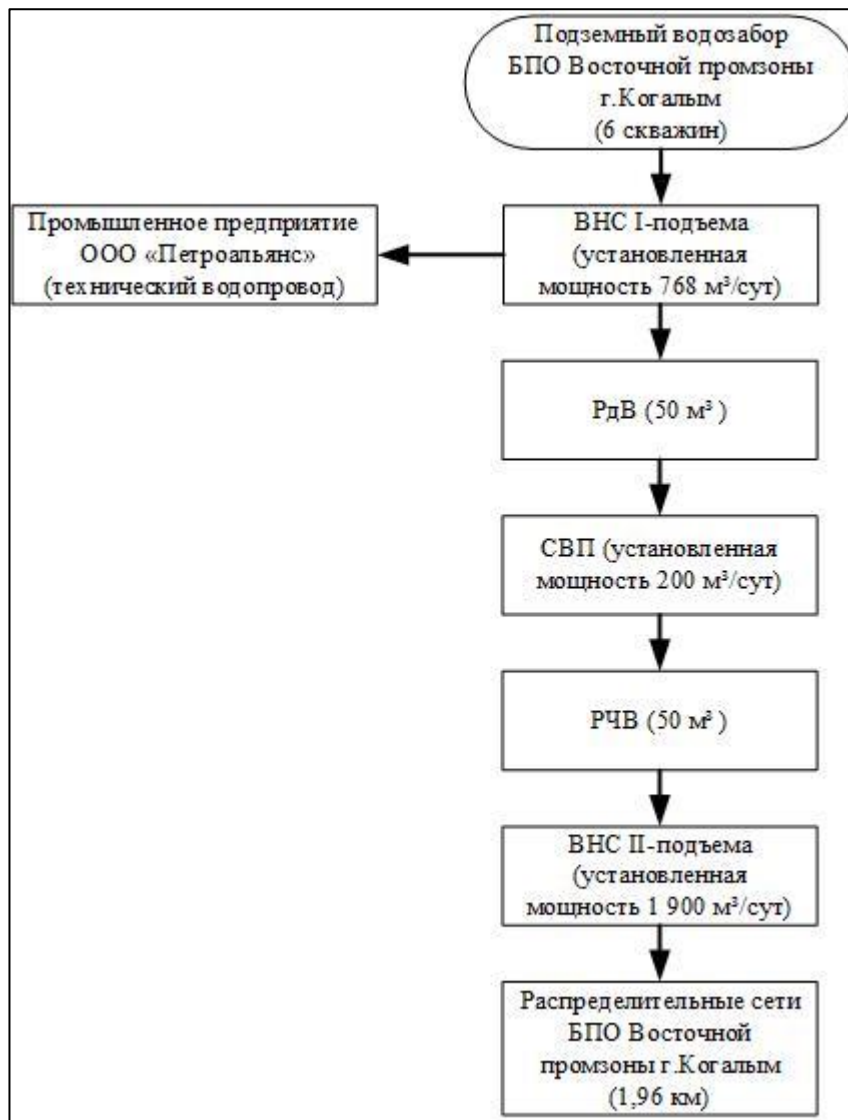 Подземный водозабор
БПО Восточной промзоны
г.Когалым
(6 скважин)
Промышленное предприятие
ООО «Петроальянс»
(технический водопровод)
ВНС I-подъема
(установленная
мощность 768 м³/сут)
РдВ (50 м³ )
СВП (установленная
мощность 200 м³/сут)
РЧВ (50 м³ )
ВНС II-подъема
(установленная
мощность 1 900 м³/сут)
Распределительные сети
БПО Восточной
промзоны г.Когалым
(1,96 км)